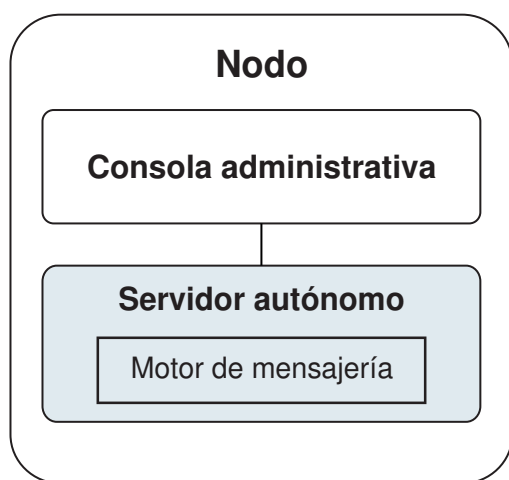 Nodo
Consola administrativa
Servidor autónomo
Motor de mensajería